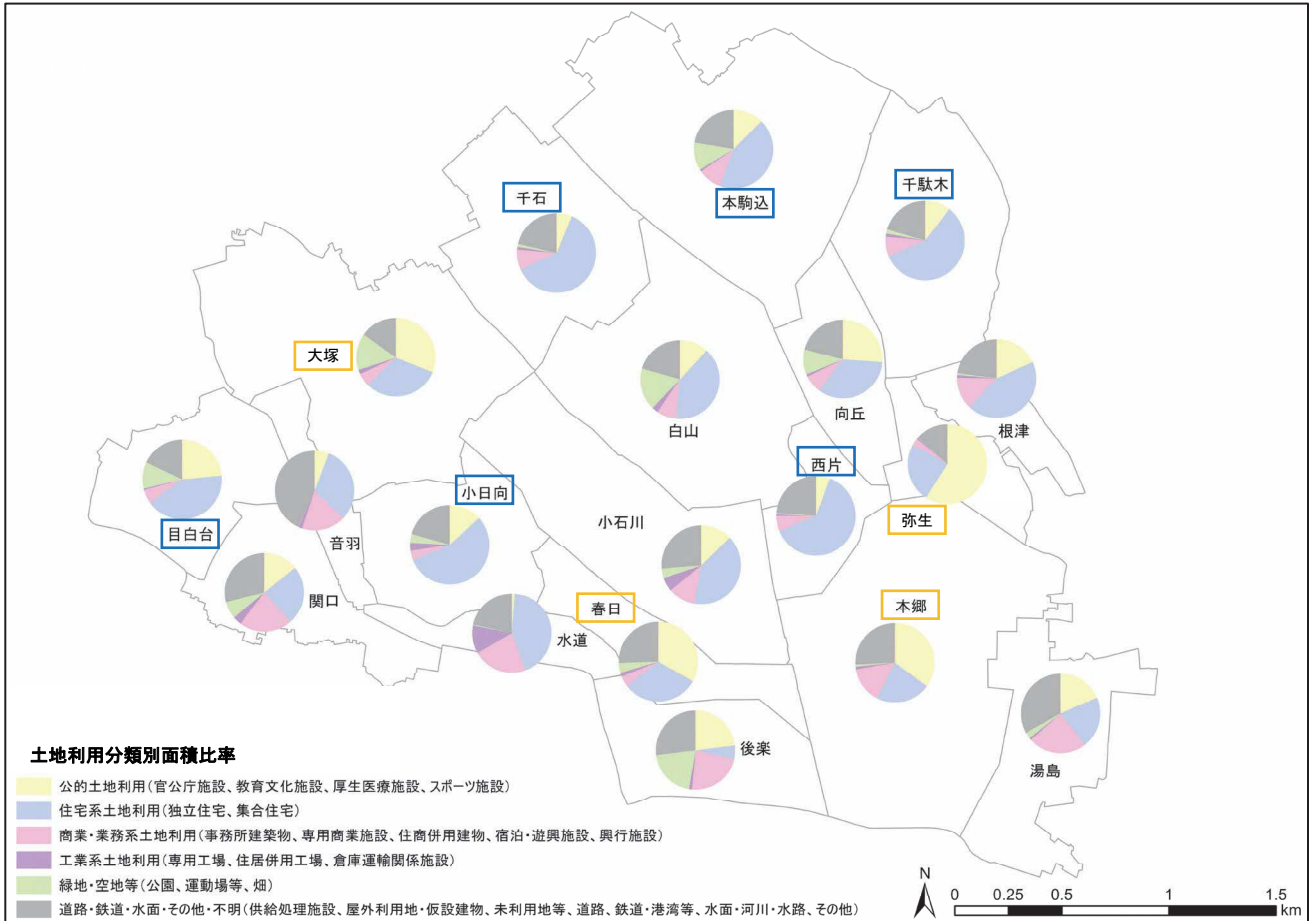 本駒込
千駄木
千石
大塚
白山
向丘
根津
西片
弥生
目白台
音羽
小日向
小石川
関口
春日
本郷
水道
後楽
湯島
土地利用分類別面積比率
公的土地利用(官公庁施設、教育文化施設、厚生医療施設、スポーツ施設)
住宅系土地利用(独立住宅、集合住宅)
商業・業務系土地利用(事務所建築物、専用商業施設、住商併用建物、宿泊・遊興施設、興行施設)
工業系土地利用(専用工場、住居併用工場、倉庫運輸関係施設)
緑地・空地等(公園、運動場等、畑)
道路・鉄道・水面・その他・不明(供給処理施設、屋外利用地・仮設建物、未利用地等、道路、鉄道・港湾等、水面・河川・水路、その他)
N
0 0.25 0.5 1 1.5
km